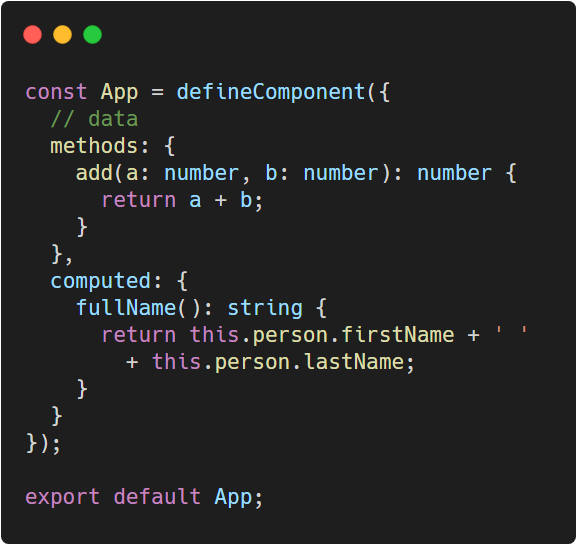 const App = defineComponent({
  // data
  methods: {
    add(a: number, b: number): number {
      return a + b;
    }
  },
  computed: {
    fullName(): string {
      return this.person.firstName + ' '
        + this.person.lastName;
    }
  }
});

export default App;